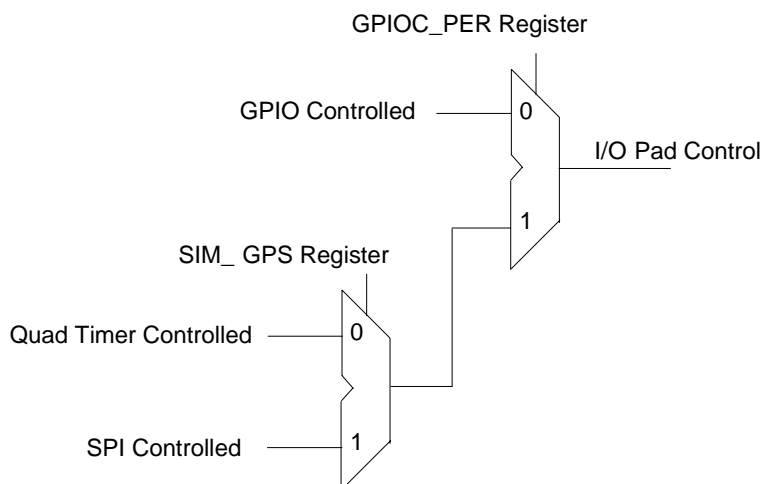 GPIOC_PER Register
GPIO Controlled
0
I/O Pad Control
1
SIM_ GPS Register
Quad Timer Controlled
0
SPI Controlled
1